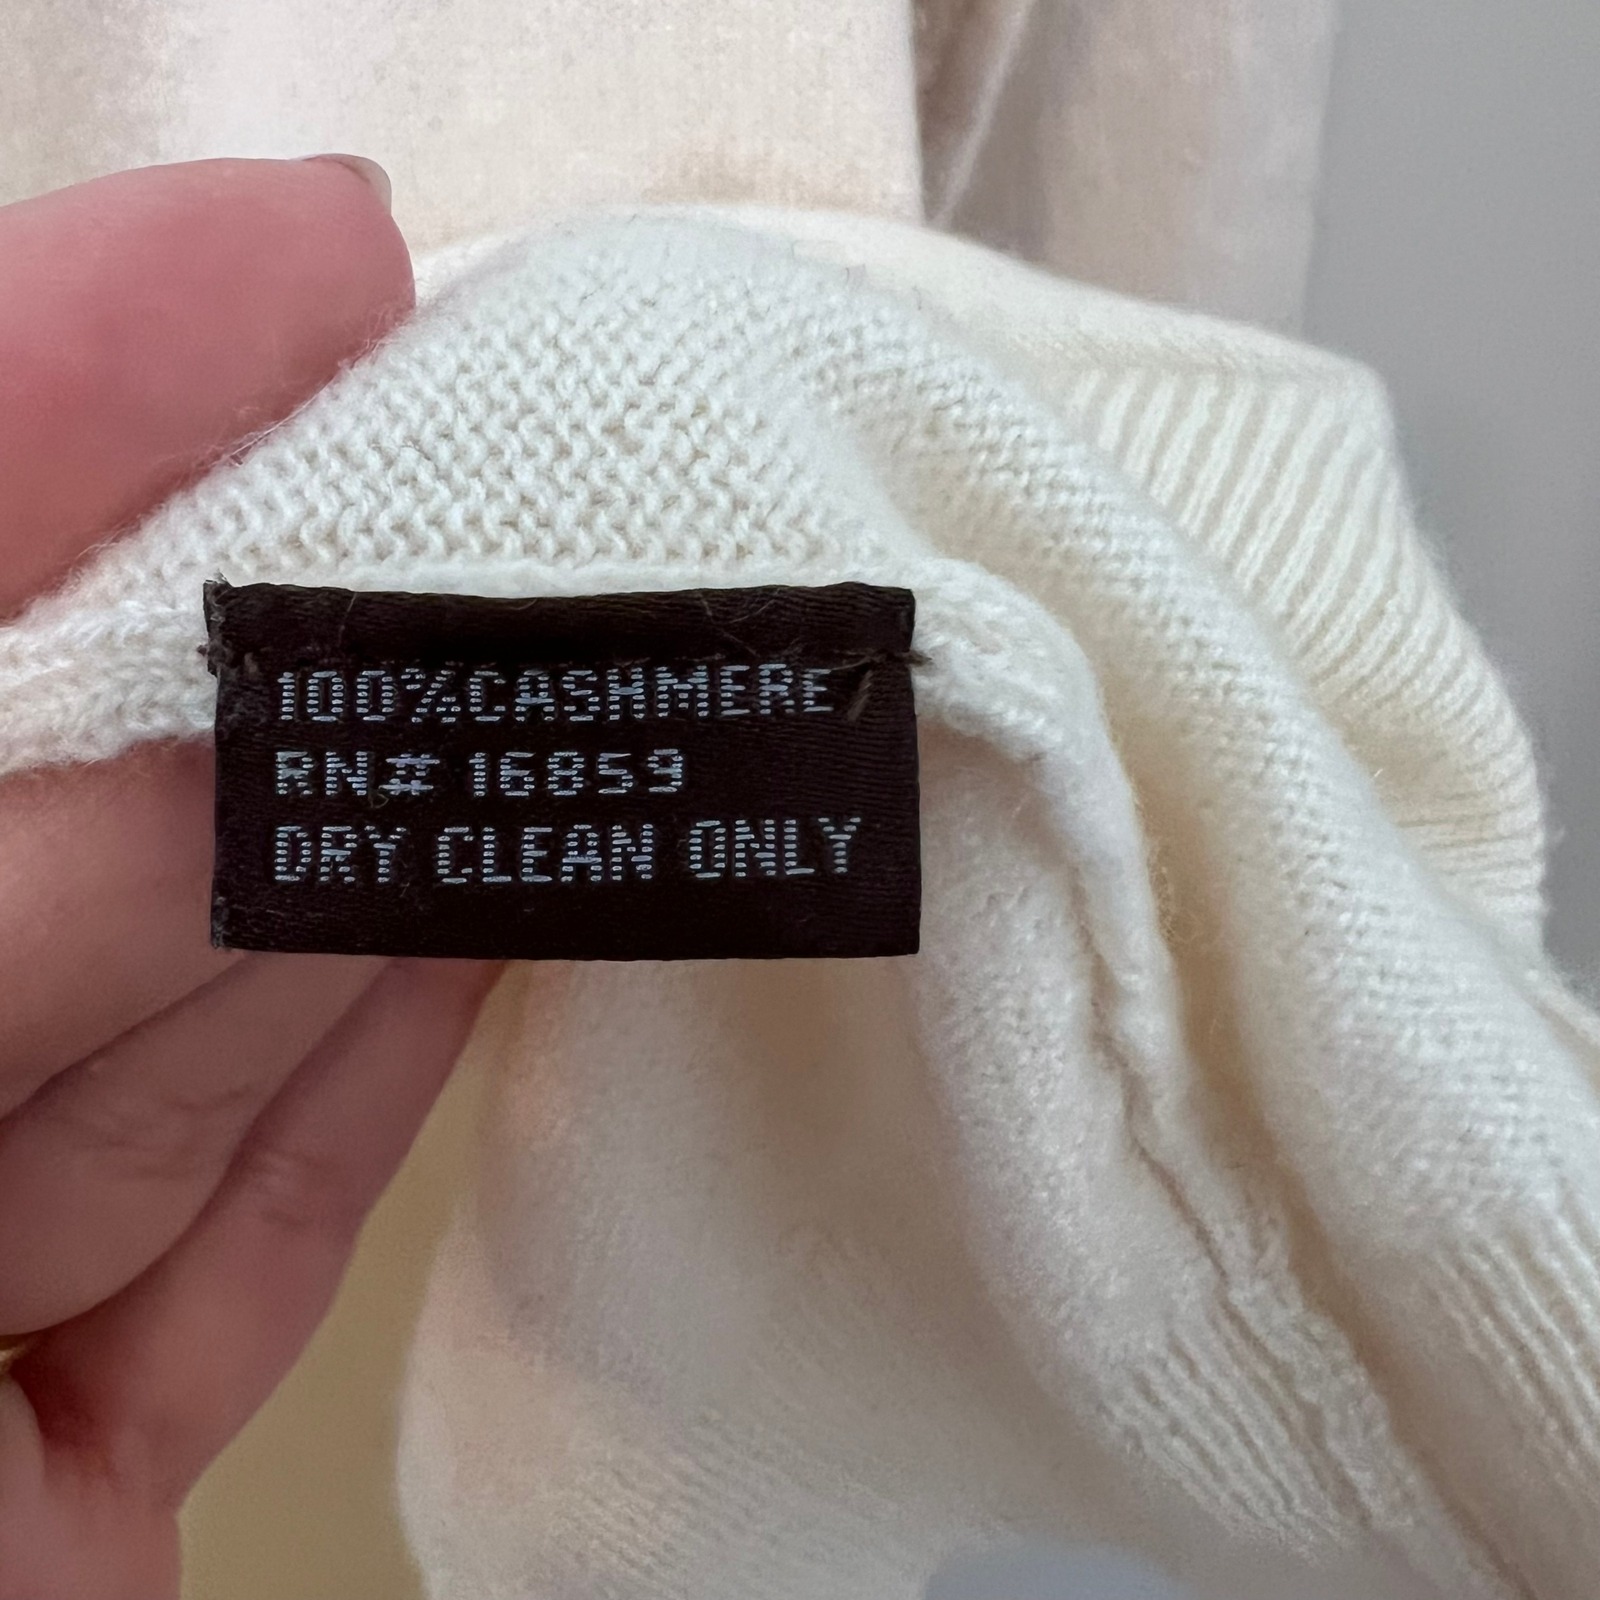 100%CASHMERE
RN# 16859
DRY CLEAN ONLY